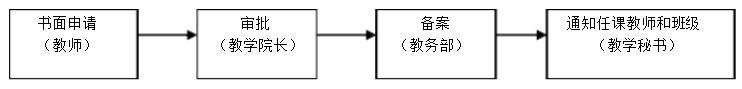 书面申请
（教师）
审批
（教学院长）
备案
（教务部）
通知任课教师和班级
（教学秘书）